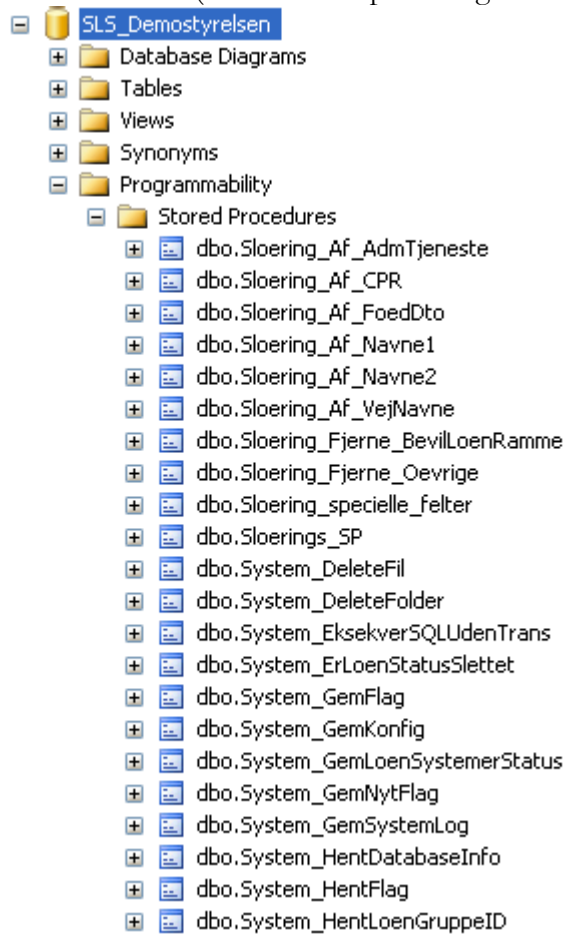 SLS_Demostyrelsen
Database Diagrams
Tables
Views
Synonyms
Programmability
Stored Procedures
dbo.Sloering_Af_AdmTjeneste
dbo.Sloering_Af_CPR
dbo.Sloering_Af_FoedDto
dbo.Sloering_Af_Navne1
dbo.Sloering_Af_Navne2
dbo.Sloering_Af_VejNavne
dbo.Sloering_Fjerne_BevilLoenRamme
dbo.Sloering_Fjerne_Oevrige
dbo.Sloering_specielle_felter
dbo.Sloerings_SP
dbo.System_DeleteFil
dbo.System_DeleteFolder
dbo.System_EksekverSQLUdenTrans
dbo.System_ErLoenStatusSlettet
dbo.System_GemFlag
dbo.System_GemKonfig
dbo.System_GemLoenSystemerStatus
dbo.System_GemNytFlag
dbo.System_GemSystemLog
dbo.System_HentDatabaseInfo
dbo.System_HentFlag
dbo.System_HentLoenGruppeID